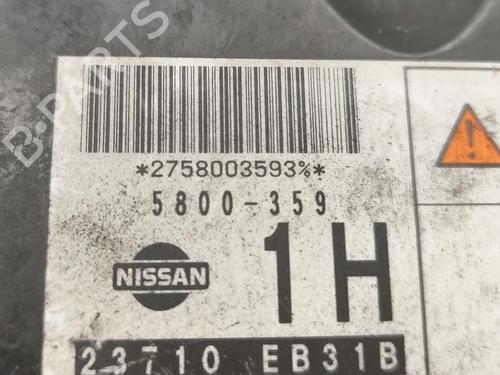 B-PARTS
*2758003593%*
5800-359
NISSAN
1H
23710 EB31B